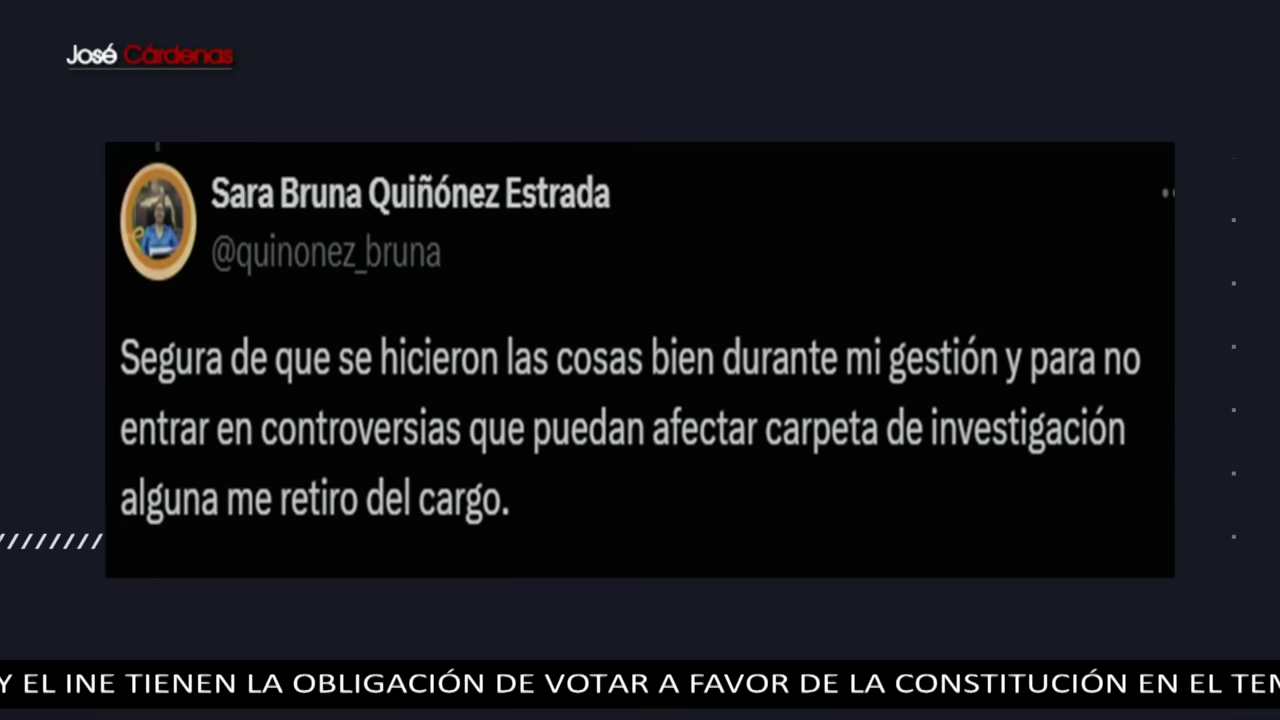 José Cárdenas
Sara Bruna Quiñónez Estrada
@quinonez_bruna
Segura de que se hicieron las cosas bien durante mi gestión y para no
entrar en controversias que puedan afectar carpeta de investigación
alguna me retiro del cargo.
Y EL INE TIENEN LA OBLIGACIÓN DE VOTAR A FAVOR DE LA CONSTITUCIÓN EN EL